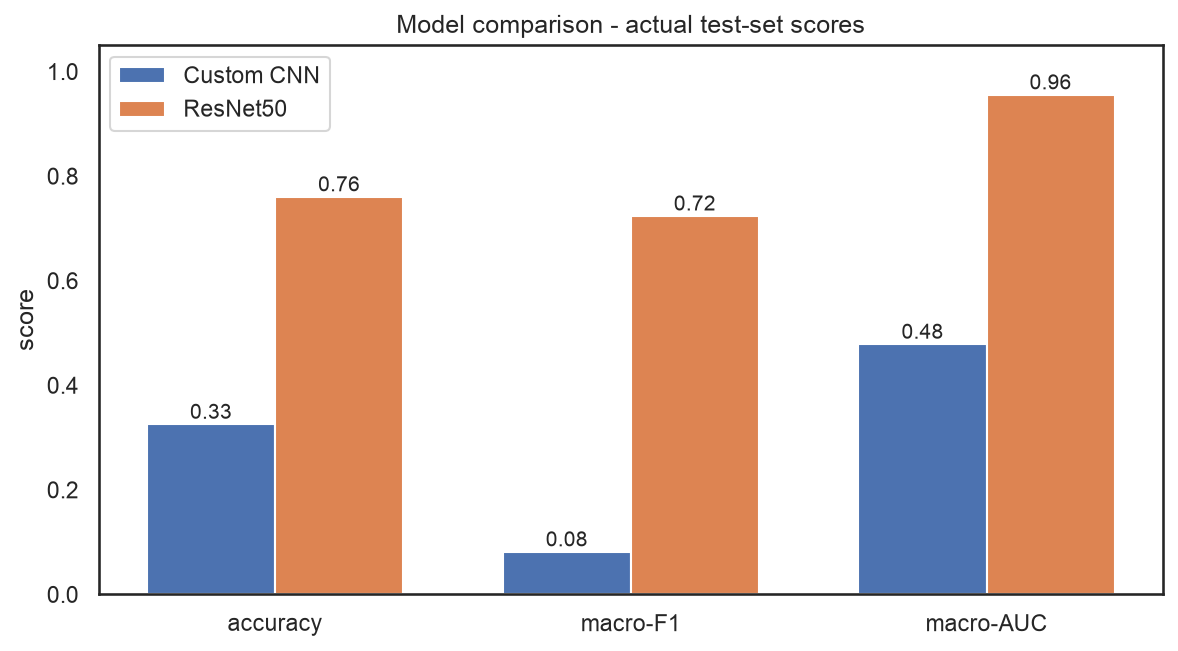 Model comparison - actual test-set scores
Custom CNN
ResNet50
score
1.0
0.8
0.6
0.4
0.2
0.0
0.33
0.76
0.08
0.72
0.48
0.96
accuracy
macro-F1
macro-AUC